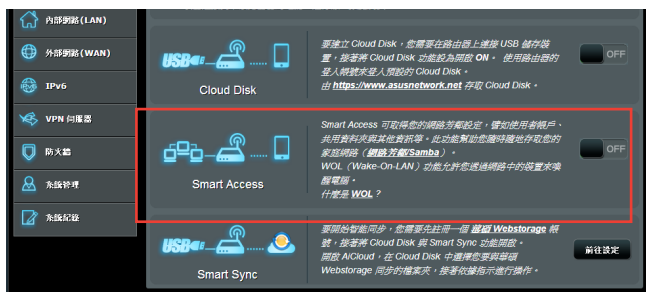 內部網路(LAN)
外部網路(WAN)
IPv6
VPN 伺服器
防火牆
系統管理
系統紀錄
USB
Cloud Disk
要建立 Cloud Disk，您需要在路由器上連接 USB 儲存裝
置，接著將 Cloud Disk 功能設為開啟 ON。 使用路由器的
登入帳號來登入預設的 Cloud Disk。
由 https://www.asusnetwork.net 存取 Cloud Disk。
OFF
Smart Access
Smart Access 可取得您的網路芳鄰設定，譬如使用者帳戶、
共用資料夾與其他資訊等。此功能幫助您隨時隨地存取您的
家庭網路（網路芳鄰/Samba）。
WOL（Wake-On-LAN）功能允許您透過網路中的裝置來喚
醒電腦。
什麼是 WOL？
OFF
USB
Smart Sync
要開始智能同步，您需要先註冊一個 華碩 Webstorage 帳
號，接著將 Cloud Disk 與 Smart Sync 功能開啟。
開啟 AiCloud，在 Cloud Disk 中選擇您要與華碩
Webstorage 同步的檔案夾，接著依據指示進行操作。
前往設定